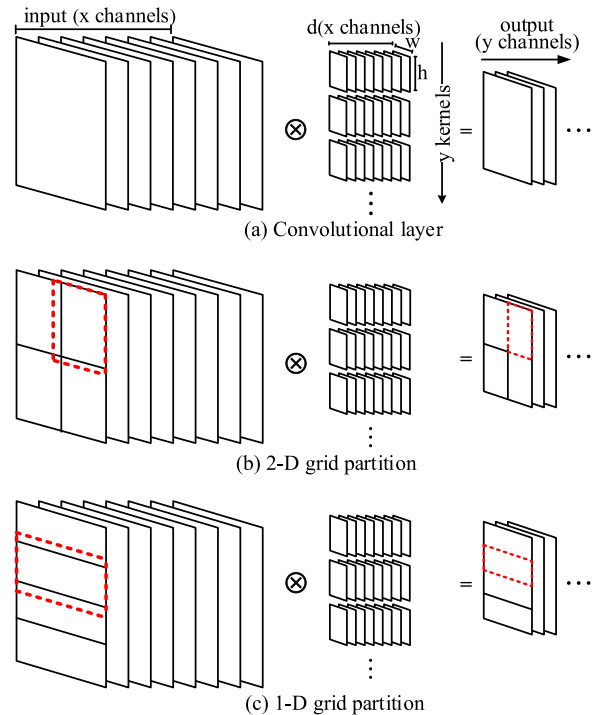 input (x channels)
d(x channels)
w
h
y kernels
output
(y channels)
⊗
=
...
⋮
(a) Convolutional layer
⊗
=
...
⋮
(b) 2-D grid partition
⊗
=
...
⋮
(c) 1-D grid partition